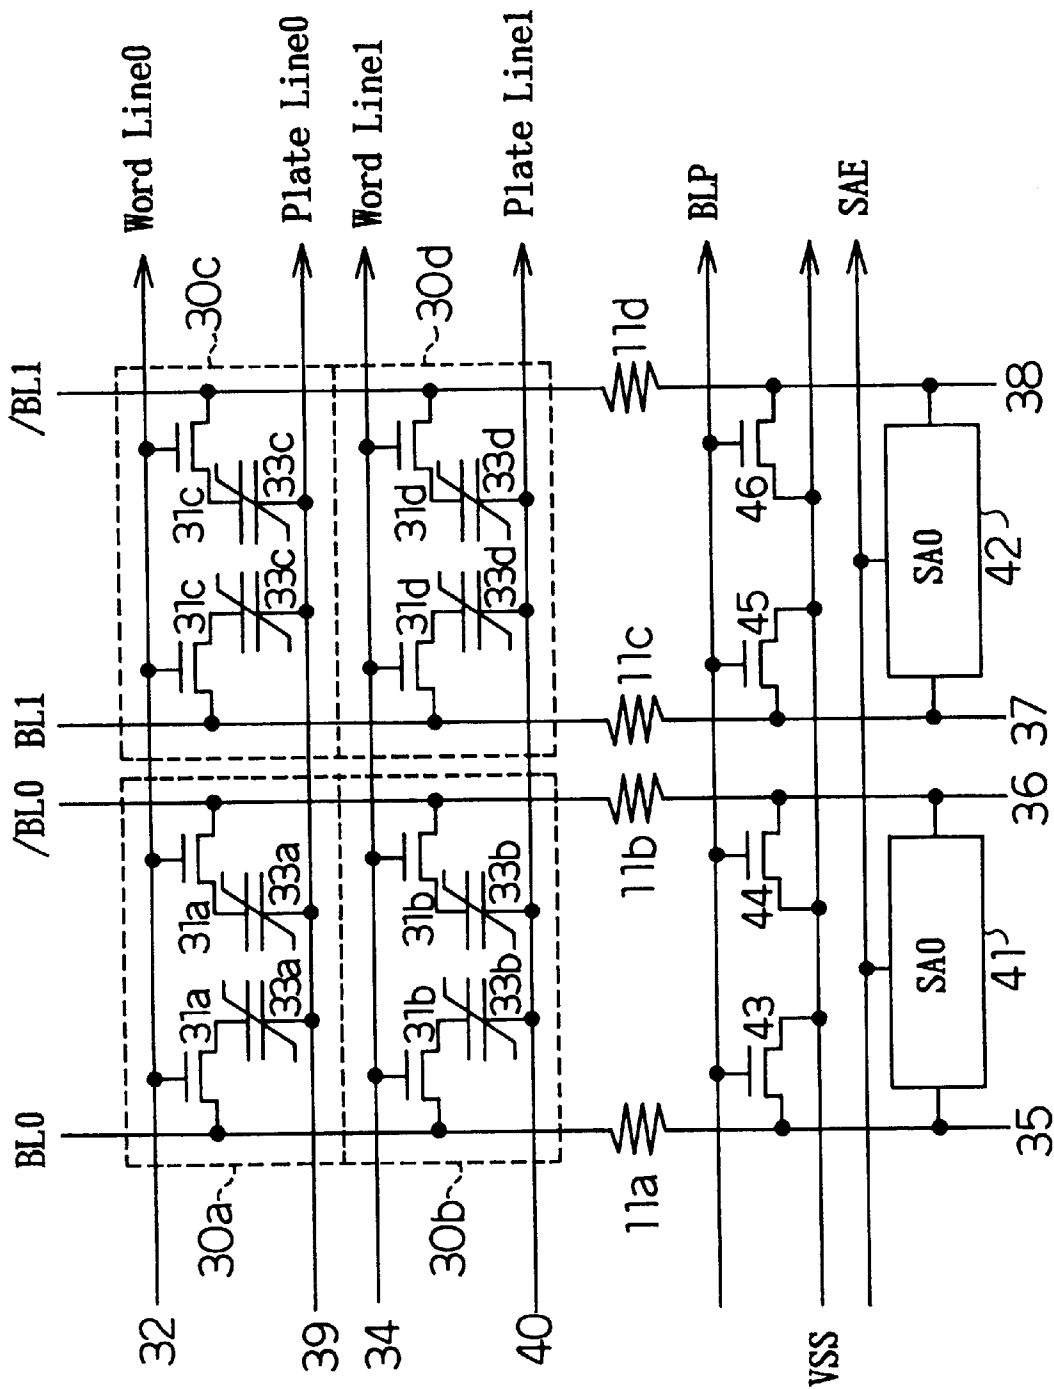 BL0
/BL0
BL1
/BL1
32
Word Line0
31a
31a
31c
31c
33a
33a
33c
33c
30a
30c
39
Plate Line0
34
Word Line1
31b
31b
31d
31d
33b
33b
33d
33d
30b
30d
40
Plate Line1
11a
11b
11c
11d
BLP
43
44
45
46
VSS
SAE
SA0
SA0
41
42
35
36
37
38